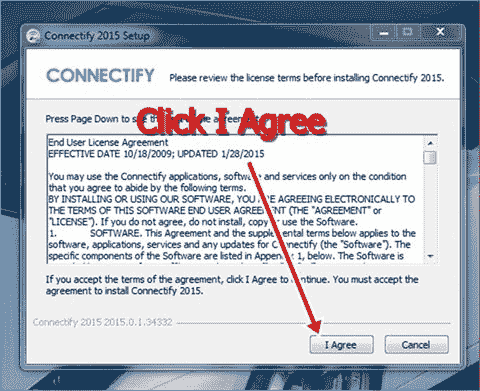 Connectify 2015 Setup
CONNECTIFY
Please review the license terms before installing Connectify 2015.
Press Page Down to see the agreement.
Click I Agree
End User License Agreement
EFFECTIVE DATE 10/18/2009; UPDATED 1/28/2015
You may use the Connectify applications, software and services only on the condition
that you agree to abide by the following terms.
BY INSTALLING OR USING OUR SOFTWARE, YOU ARE AGREEING ELECTRONICALLY TO
THE TERMS OF THIS SOFTWARE END USER AGREEMENT (THE "AGREEMENT" or
"LICENSE"). If you do not agree, do not install, copy or use the Software.
1. SOFTWARE. This Agreement and the supplemental terms below applies to the
software, applications, services and any updates for Connectify (the "Software"). The
specific components of the Software are listed in Appendix 1, below. The Software is
If you accept the terms of the agreement, click I Agree to continue. You must accept the
agreement to install Connectify 2015.
Connectify 2015 2015.0.1.34332
I Agree
Cancel